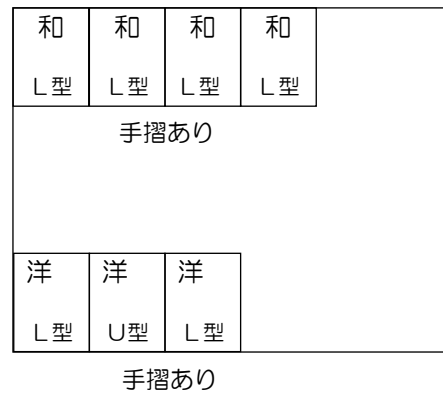 和 和 和 和
L型 L型 L型 L型
手摺あり
洋 洋 洋
L型 U型 L型
手摺あり